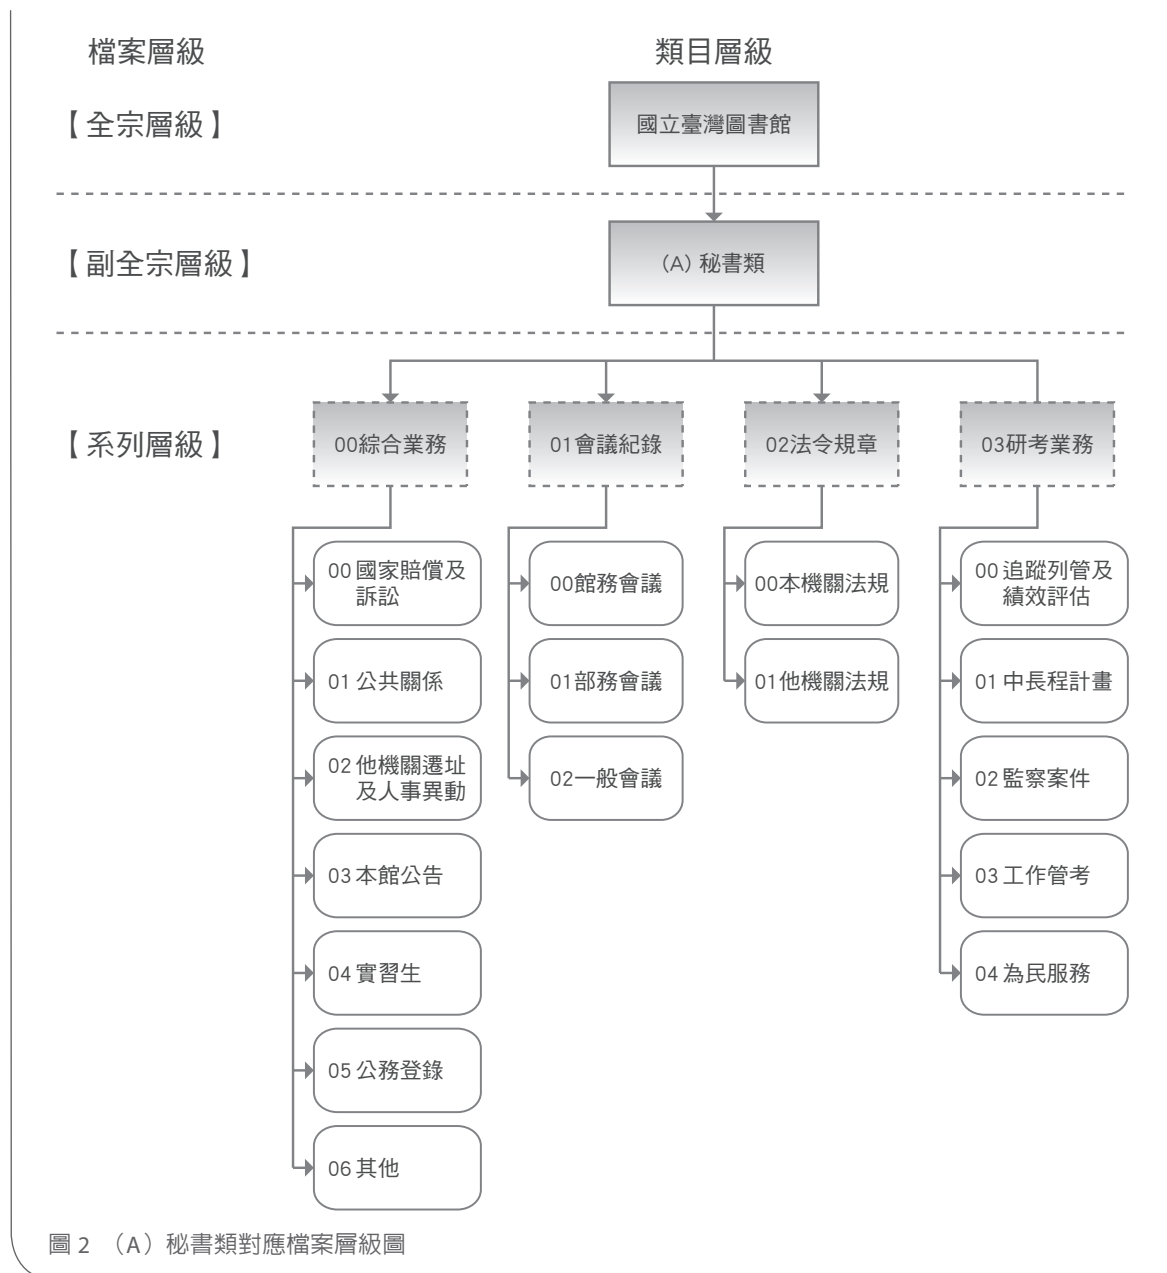 檔案層級
類目層級
【全宗層級】
國立臺灣圖書館
【副全宗層級】
(A) 秘書類
【系列層級】
00綜合業務
01會議紀錄
02法令規章
03研考業務
00 國家賠償及
訴訟
01 公共關係
02 他機關遷址
及人事異動
03 本館公告
04 實習生
05 公務登錄
06 其他
00館務會議
01部務會議
02一般會議
00本機關法規
01他機關法規
00 追蹤列管及
績效評估
01 中長程計畫
02 監察案件
03 工作管考
04 為民服務
圖 2 （A）秘書類對應檔案層級圖